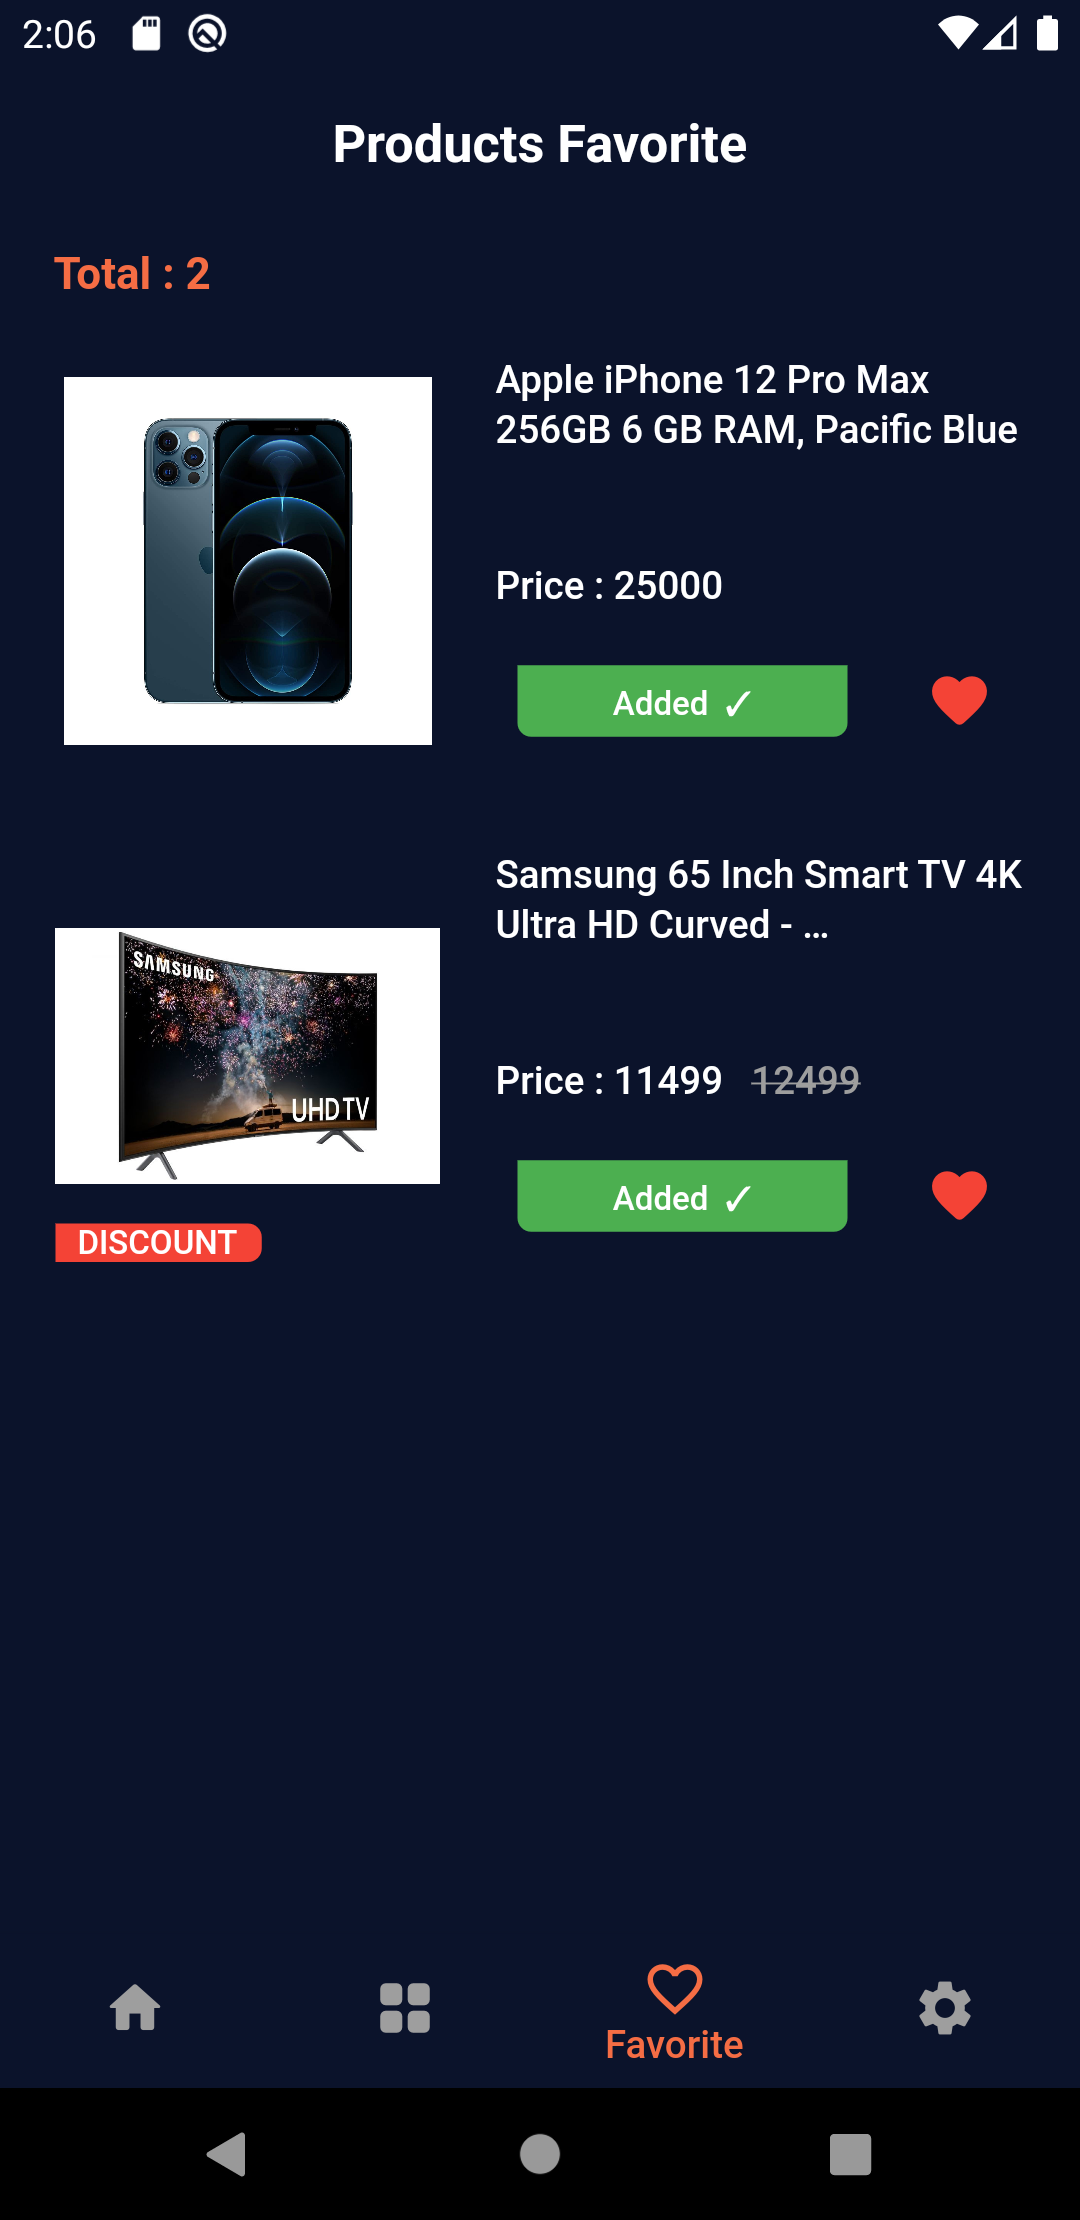 2:06
Products Favorite
Total : 2
Apple iPhone 12 Pro Max
256GB 6 GB RAM, Pacific Blue
Price : 25000
Added ✓
Samsung 65 Inch Smart TV 4K
Ultra HD Curved - ...
SAMSUNG
UHD TV
Price : 11499 12499
Added ✓
DISCOUNT
Favorite